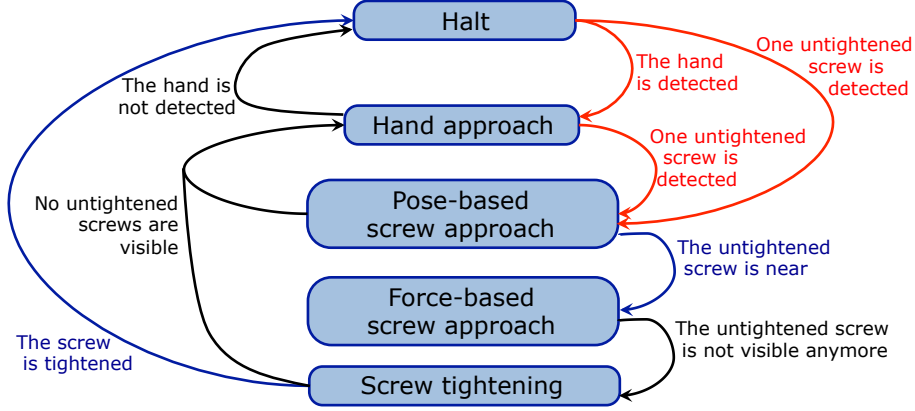 Halt
One untightened
screw is
detected
The hand
is detected
The hand is
not detected
Hand approach
One untightened
screw is
detected
No untightened
screws are
visible
Pose-based
screw approach
The untightened
screw is near
Force-based
screw approach
The untightened screw
is not visible anymore
The screw
is tightened
Screw tightening